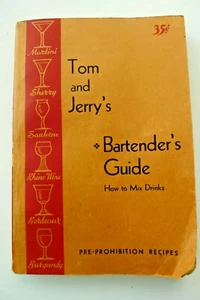 35¢
Martini
Tom
and
Jerry's
Sherry
Sauterne
Bartender's
Guide
How to Mix Drinks
Rhine Wine
Bordeaux
Burgundy
PRE-PROHIBITION RECIPES